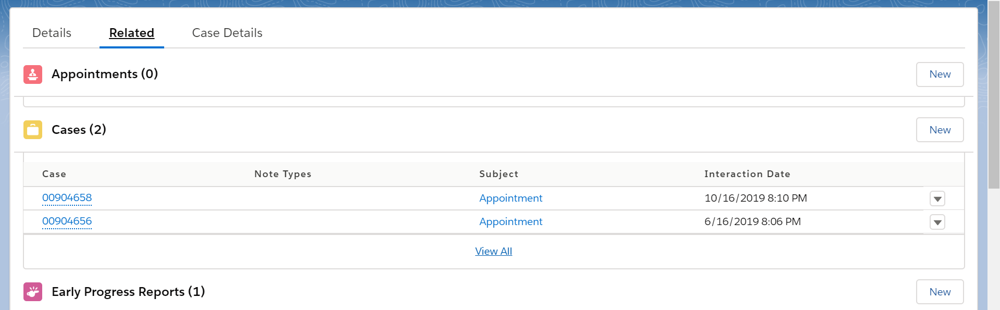 Details Related Case Details
Appointments (0) New
Cases (2) New
Case Note Types Subject Interaction Date
00904658 Appointment 10/16/2019 8:10 PM
00904656 Appointment 6/16/2019 8:06 PM
View All
Early Progress Reports (1) New